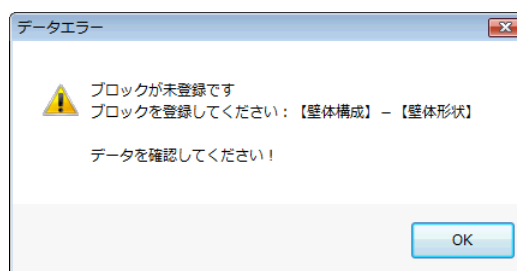 データエラー
ブロックが未登録です
ブロックを登録してください：【壁体構成】－【壁体形状】
データを確認してください！
OK